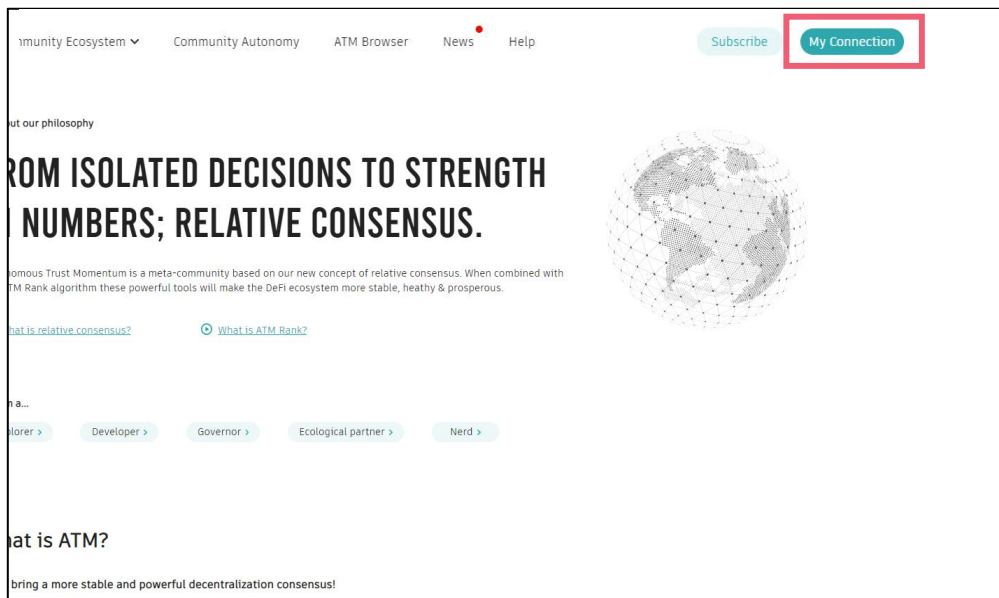 mmunity Ecosystem Community Autonomy ATM Browser News Help Subscribe My Connection
out our philosophy
ROM ISOLATED DECISIONS TO STRENGTH
N NUMBERS; RELATIVE CONSENSUS.
onomous Trust Momentum is a meta-community based on our new concept of relative consensus. When combined with
TM Rank algorithm these powerful tools will make the DeFi ecosystem more stable, heathy & prosperous.
hat is relative consensus? What is ATM Rank?
m a...
plorer > Developer > Governor > Ecological partner > Nerd >
hat is ATM?
bring a more stable and powerful decentralization consensus!